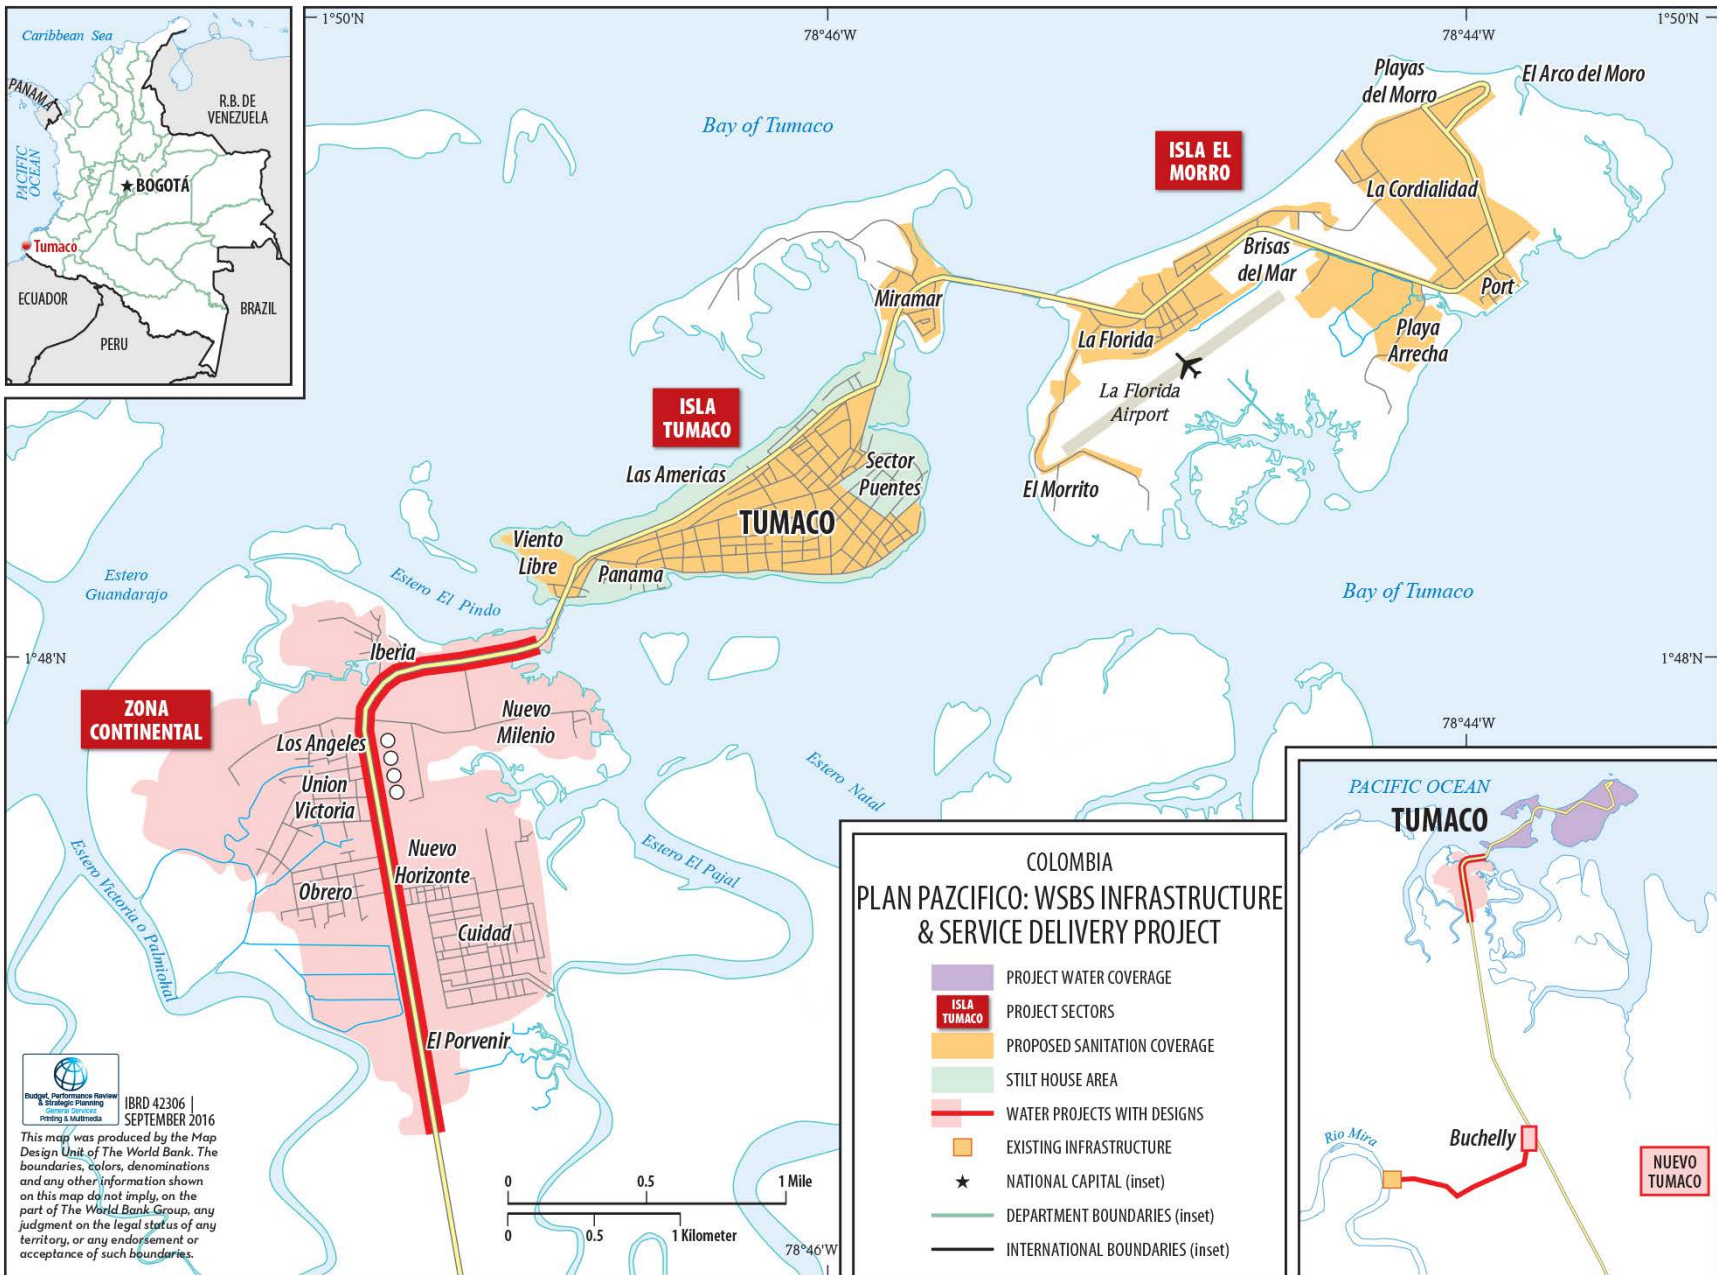 Caribbean Sea
PANAMA
R.B. DE
VENEZUELA
PACIFIC
OCEAN
BOGOTÁ
Tumaco
ECUADOR
BRAZIL
PERU
1°50'N
78°46'W
78°44'W
1°50'N
Playas
del Morro
El Arco del Moro
Bay of Tumaco
ISLA EL
MORRO
La Cordialidad
Brisas
del Mar
Port
Miramar
La Florida
Playa
Arrecha
La Florida
Airport
ISLA
TUMACO
Las Americas
Sector
Puentes
El Morrito
TUMACO
Viento
Libre
Panama
Estero
Guandarajo
Estero El Pindo
Bay of Tumaco
1°48'N
1°48'N
Iberia
ZONA
CONTINENTAL
Nuevo
Milenio
Los Angeles
Union
Victoria
Estero Natal
Nuevo
Horizonte
Estero El Pajal
Obrero
Cuidad
Estero Victoria o Palmichal
El Porvenir
78°44'W
PACIFIC OCEAN
TUMACO
Rio Mira
Buchelly
NUEVO
TUMACO
COLOMBIA
PLAN PAZCIFICO: WSBS INFRASTRUCTURE
& SERVICE DELIVERY PROJECT
PROJECT WATER COVERAGE
ISLA
TUMACO
PROJECT SECTORS
PROPOSED SANITATION COVERAGE
STILT HOUSE AREA
WATER PROJECTS WITH DESIGNS
EXISTING INFRASTRUCTURE
NATIONAL CAPITAL (inset)
DEPARTMENT BOUNDARIES (inset)
INTERNATIONAL BOUNDARIES (inset)
Budget, Performance Review
& Strategic Planning
General Services
Printing & Multimedia
IBRD 42306 |
SEPTEMBER 2016
This map was produced by the Map
Design Unit of The World Bank. The
boundaries, colors, denominations
and any other information shown
on this map do not imply, on the
part of The World Bank Group, any
judgment on the legal status of any
territory, or any endorsement or
acceptance of such boundaries.
0 0.5 1 Mile
0 0.5 1 Kilometer
78°46'W